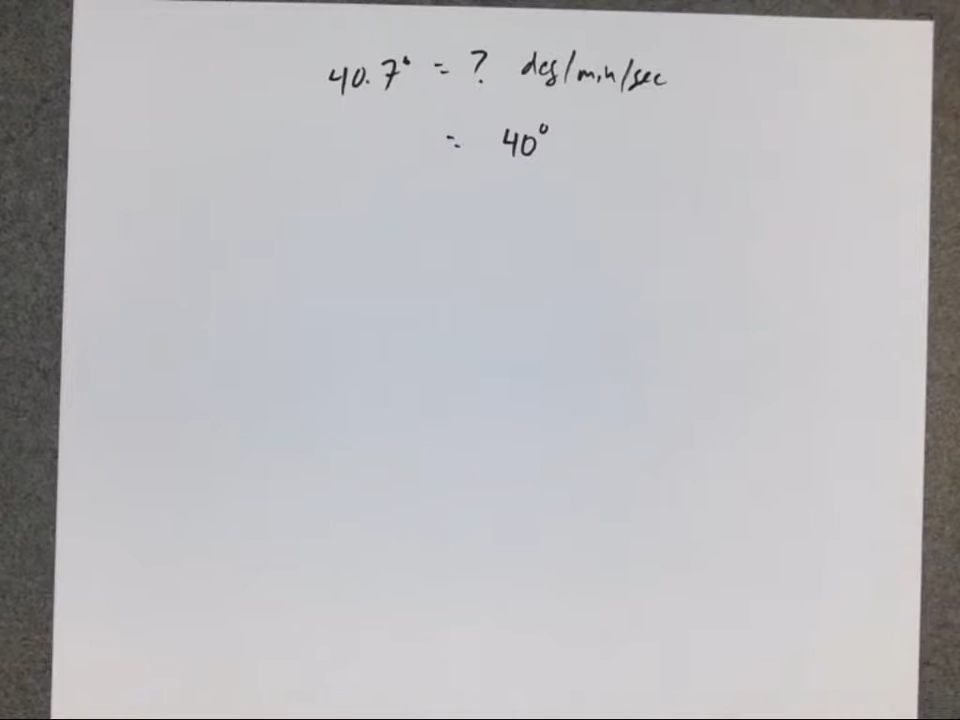 40.7° = ? deg/min/sec
= 40°